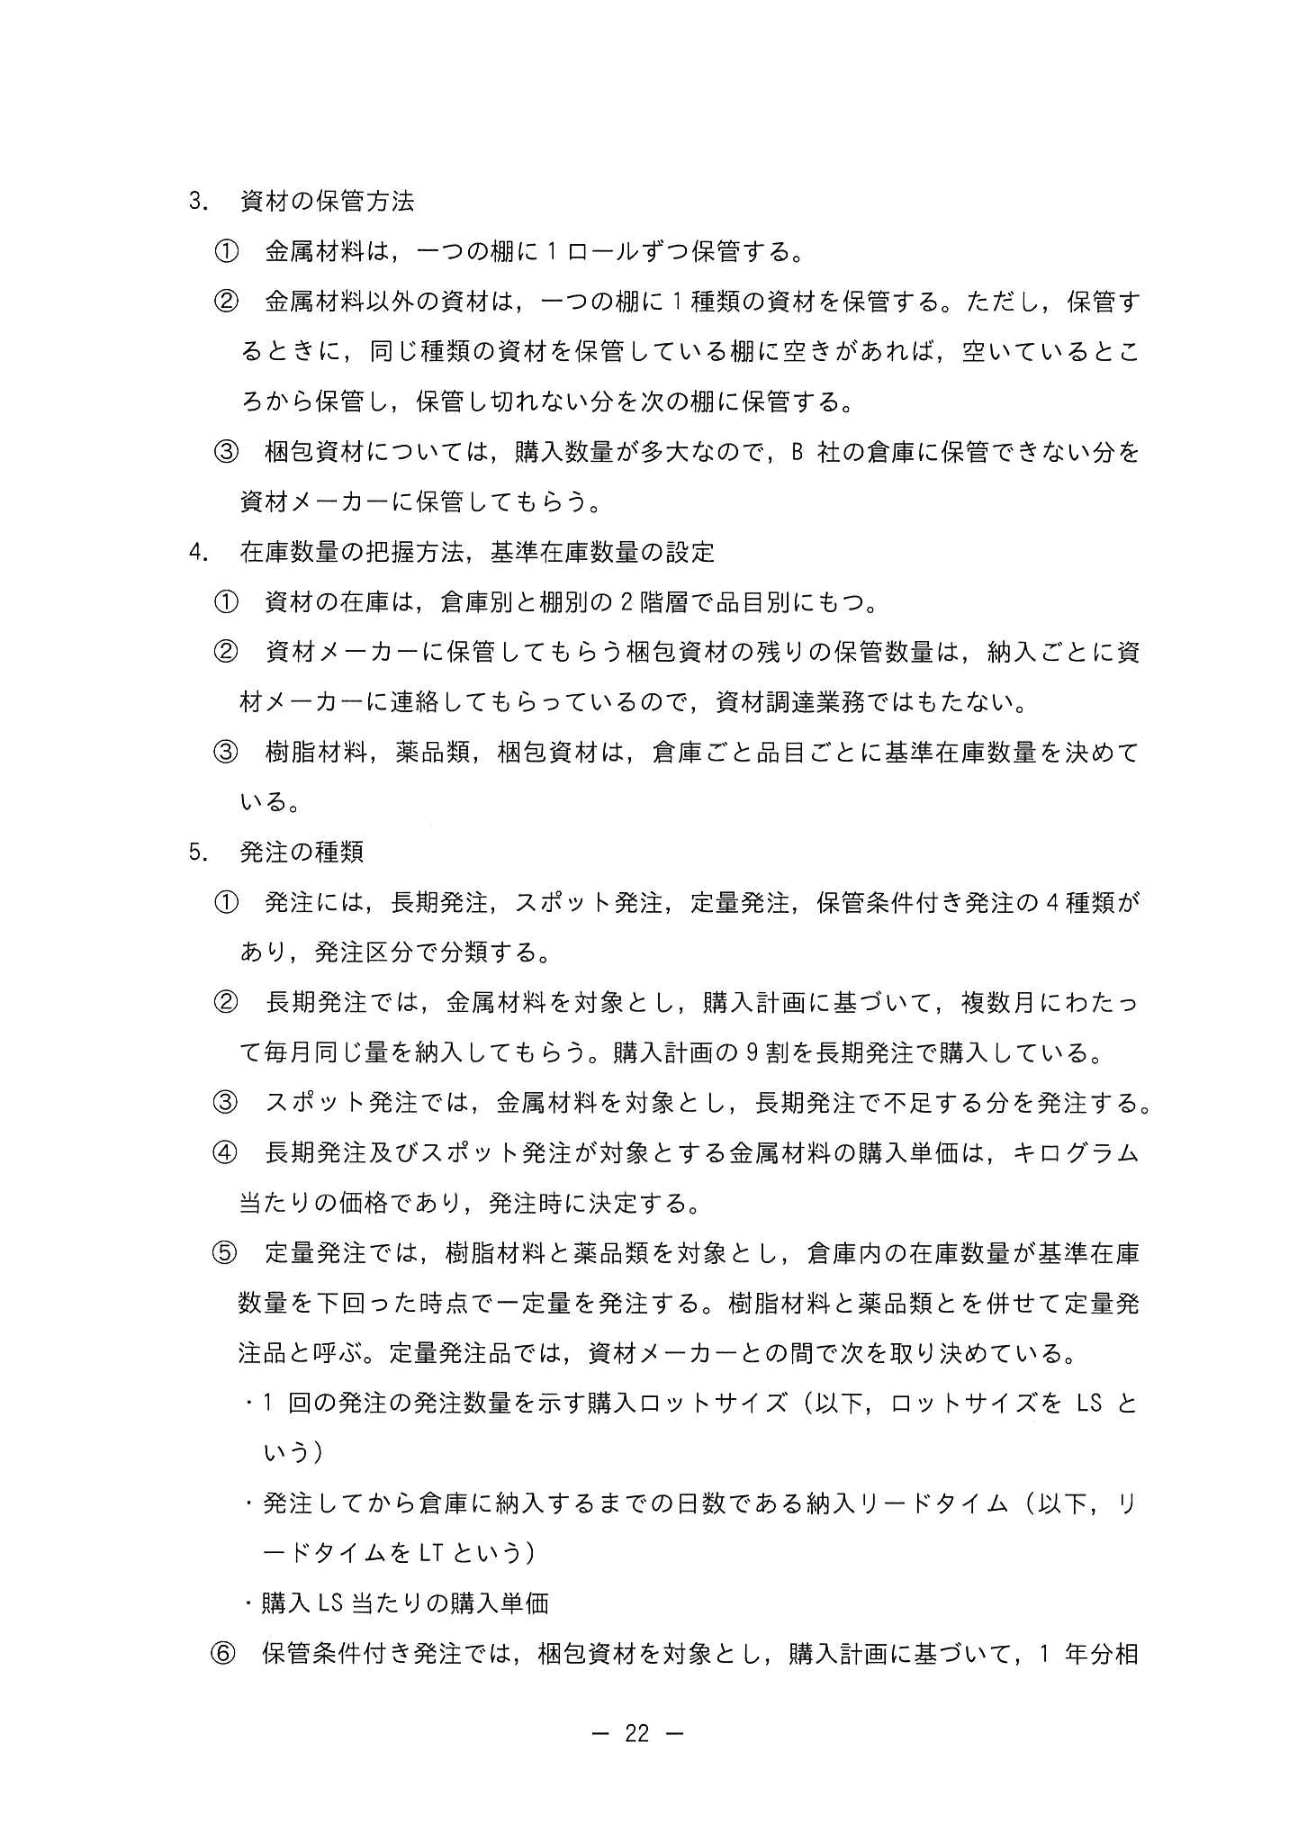 3. 資材の保管方法
① 金属材料は，一つの棚に1ロールずつ保管する。
② 金属材料以外の資材は，一つの棚に1種類の資材を保管する。ただし，保管す
るときに，同じ種類の資材を保管している棚に空きがあれば，空いているとこ
ろから保管し，保管し切れない分を次の棚に保管する。
③ 梱包資材については，購入数量が多大なので，B 社の倉庫に保管できない分を
資材メーカーに保管してもらう。
4. 在庫数量の把握方法，基準在庫数量の設定
① 資材の在庫は，倉庫別と棚別の2階層で品目別にもつ。
② 資材メーカーに保管してもらう梱包資材の残りの保管数量は，納入ごとに資
材メーカーに連絡してもらっているので，資材調達業務ではもたない。
③ 樹脂材料，薬品類，梱包資材は，倉庫ごと品目ごとに基準在庫数量を決めて
いる。
5. 発注の種類
① 発注には，長期発注，スポット発注，定量発注，保管条件付き発注の4種類が
あり，発注区分で分類する。
② 長期発注では，金属材料を対象とし，購入計画に基づいて，複数月にわたっ
て毎月同じ量を納入してもらう。購入計画の9割を長期発注で購入している。
③ スポット発注では，金属材料を対象とし，長期発注で不足する分を発注する。
④ 長期発注及びスポット発注が対象とする金属材料の購入単価は，キログラム
当たりの価格であり，発注時に決定する。
⑤ 定量発注では，樹脂材料と薬品類を対象とし，倉庫内の在庫数量が基準在庫
数量を下回った時点で一定量を発注する。樹脂材料と薬品類とを併せて定量発
注品と呼ぶ。定量発注品では，資材メーカーとの間で次を取り決めている。
・1 回の発注の発注数量を示す購入ロットサイズ（以下，ロットサイズを LS と
いう）
・発注してから倉庫に納入するまでの日数である納入リードタイム（以下，リ
ードタイムを LT という）
・購入 LS 当たりの購入単価
⑥ 保管条件付き発注では，梱包資材を対象とし，購入計画に基づいて，1 年分相
－ 22 －